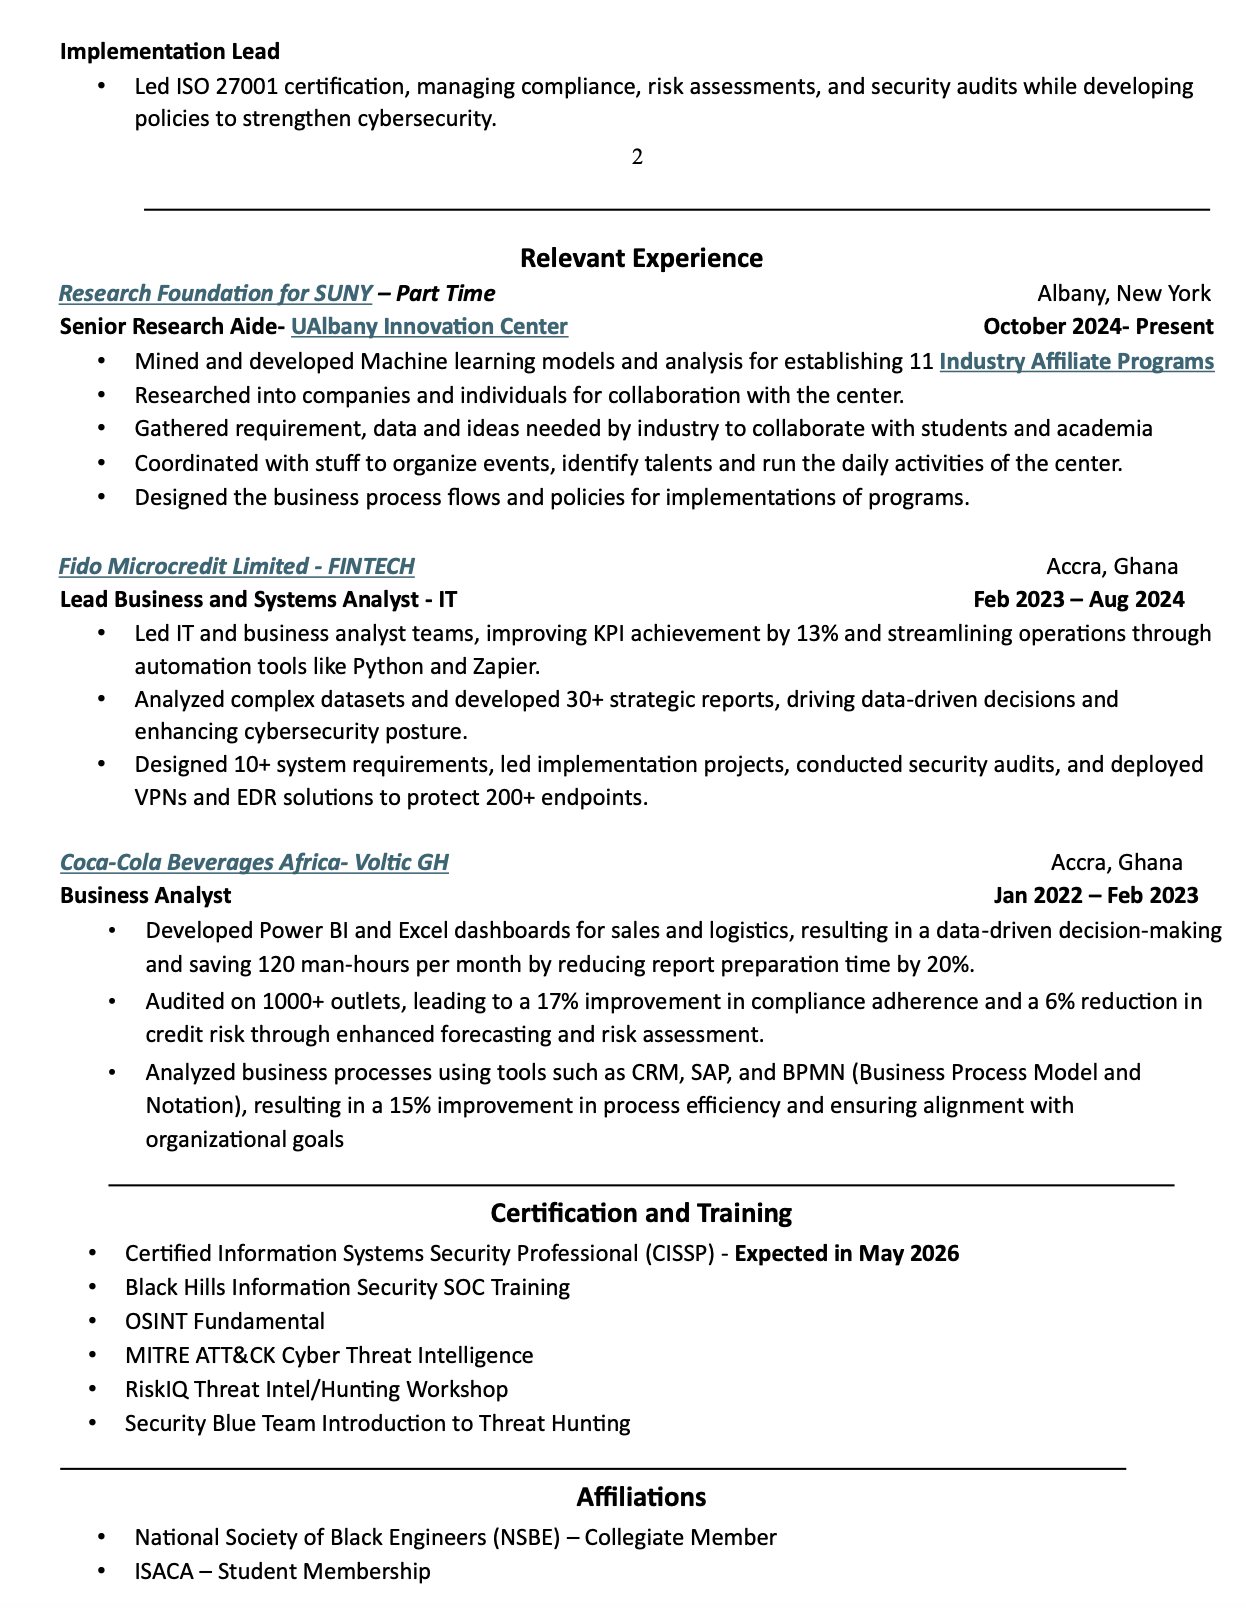 Implementation Lead
• Led ISO 27001 certification, managing compliance, risk assessments, and security audits while developing
policies to strengthen cybersecurity.
2
Relevant Experience
Research Foundation for SUNY – Part Time Albany, New York
Senior Research Aide- UAlbany Innovation Center October 2024- Present
• Mined and developed Machine learning models and analysis for establishing 11 Industry Affiliate Programs
• Researched into companies and individuals for collaboration with the center.
• Gathered requirement, data and ideas needed by industry to collaborate with students and academia
• Coordinated with stuff to organize events, identify talents and run the daily activities of the center.
• Designed the business process flows and policies for implementations of programs.
Fido Microcredit Limited - FINTECH Accra, Ghana
Lead Business and Systems Analyst - IT Feb 2023 – Aug 2024
• Led IT and business analyst teams, improving KPI achievement by 13% and streamlining operations through
automation tools like Python and Zapier.
• Analyzed complex datasets and developed 30+ strategic reports, driving data-driven decisions and
enhancing cybersecurity posture.
• Designed 10+ system requirements, led implementation projects, conducted security audits, and deployed
VPNs and EDR solutions to protect 200+ endpoints.
Coca-Cola Beverages Africa- Voltic GH Accra, Ghana
Business Analyst Jan 2022 – Feb 2023
• Developed Power BI and Excel dashboards for sales and logistics, resulting in a data-driven decision-making
and saving 120 man-hours per month by reducing report preparation time by 20%.
• Audited on 1000+ outlets, leading to a 17% improvement in compliance adherence and a 6% reduction in
credit risk through enhanced forecasting and risk assessment.
• Analyzed business processes using tools such as CRM, SAP, and BPMN (Business Process Model and
Notation), resulting in a 15% improvement in process efficiency and ensuring alignment with
organizational goals
Certification and Training
• Certified Information Systems Security Professional (CISSP) - Expected in May 2026
• Black Hills Information Security SOC Training
• OSINT Fundamental
• MITRE ATT&CK Cyber Threat Intelligence
• RiskIQ Threat Intel/Hunting Workshop
• Security Blue Team Introduction to Threat Hunting
Affiliations
• National Society of Black Engineers (NSBE) – Collegiate Member
• ISACA – Student Membership